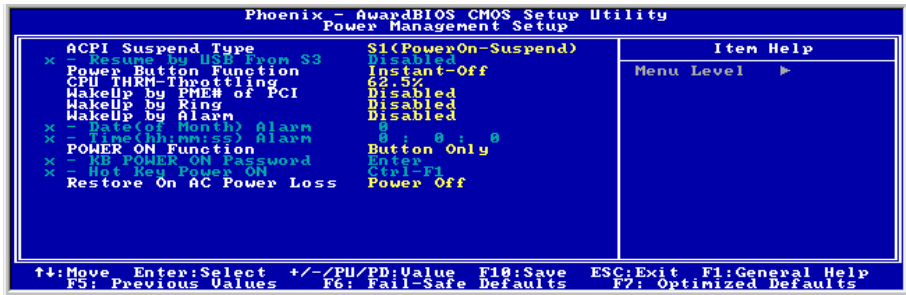 Phoenix - AwardBIOS CMOS Setup Utility
Power Management Setup
ACPI Suspend Type S1(PowerOn-Suspend)
x - Resume by USB From S3 Disabled
Power Button Function Instant-Off
CPU THRM-Throttling 62.5%
WakeUp by PME# of PCI Disabled
WakeUp by Ring Disabled
WakeUp by Alarm Disabled
x - Date(of Month) Alarm 0
x - Time(hh:mm:ss) Alarm 0 : 0 : 0
POWER ON Function Button Only
x - KB POWER ON Password Enter
x - Hot Key Power ON Ctrl-F1
Restore On AC Power Loss Power Off
Item Help
Menu Level ►
↑↓:Move Enter:Select +/-/PU/PD:Value F10:Save ESC:Exit F1:General Help
F5: Previous Values F6: Fail-Safe Defaults F7: Optimized Defaults